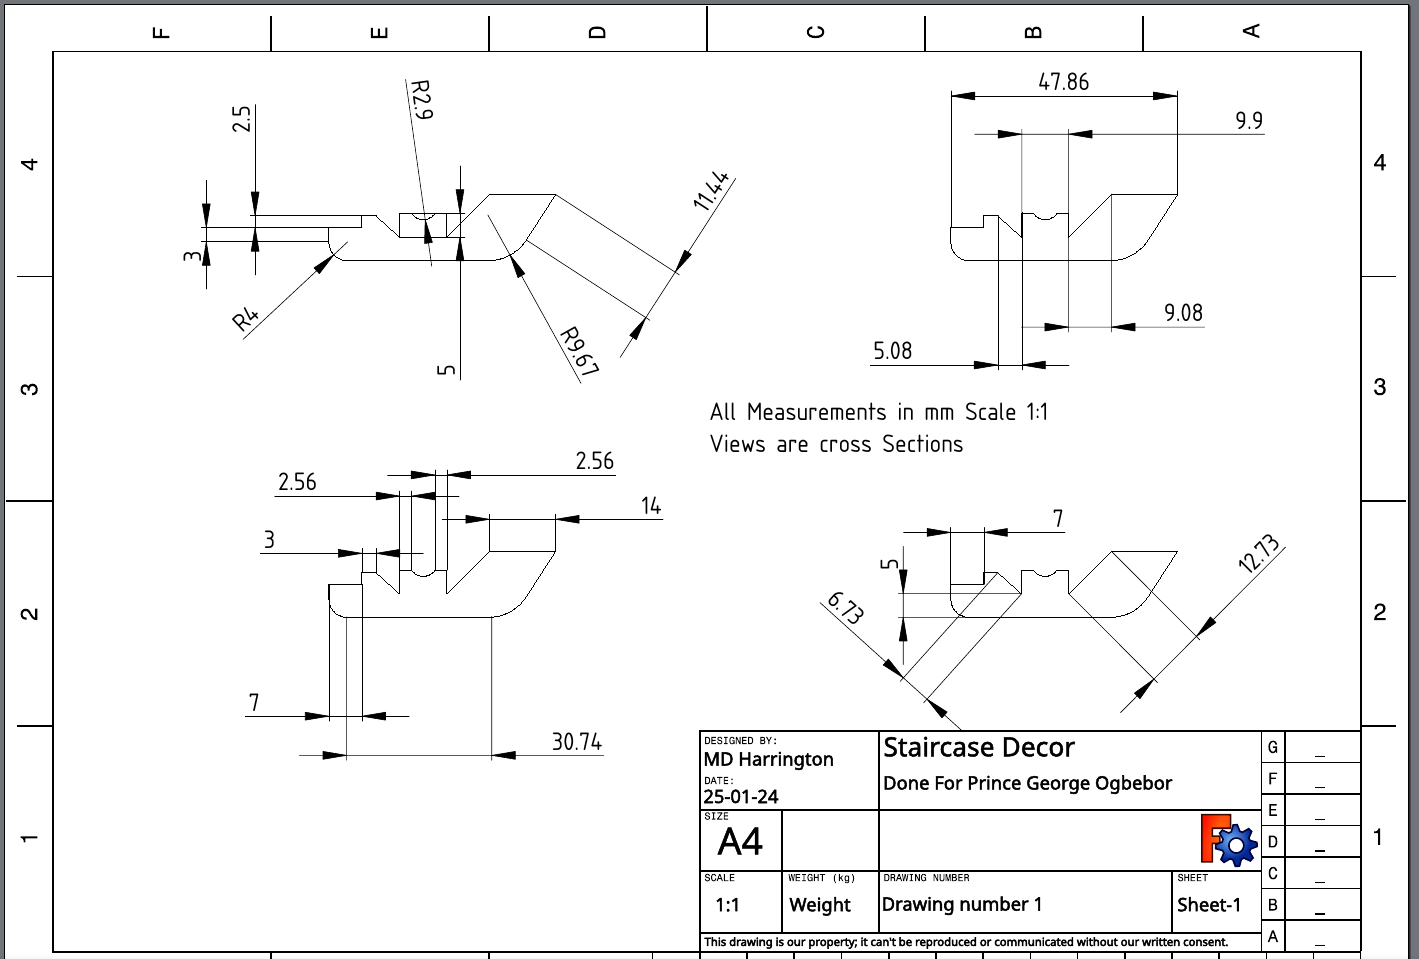 F E D C B A
4
4
3
3
2
2
1
1
2.5
R2.9
3
R4
11.44
R9.67
5
47.86
9.9
9.08
5.08
All Measurements in mm Scale 1:1
Views are cross Sections
2.56
2.56
14
3
7
30.74
7
5
6.73
12.73
DESIGNED BY:
MD Harrington
DATE:
25-01-24
Staircase Decor
Done For Prince George Ogbebor
SIZE
A4
SCALE
1:1
WEIGHT (kg)
Weight
DRAWING NUMBER
Drawing number 1
SHEET
Sheet-1
This drawing is our property; it can't be reproduced or communicated without our written consent.
G _
F _
E _
D _
C _
B _
A _